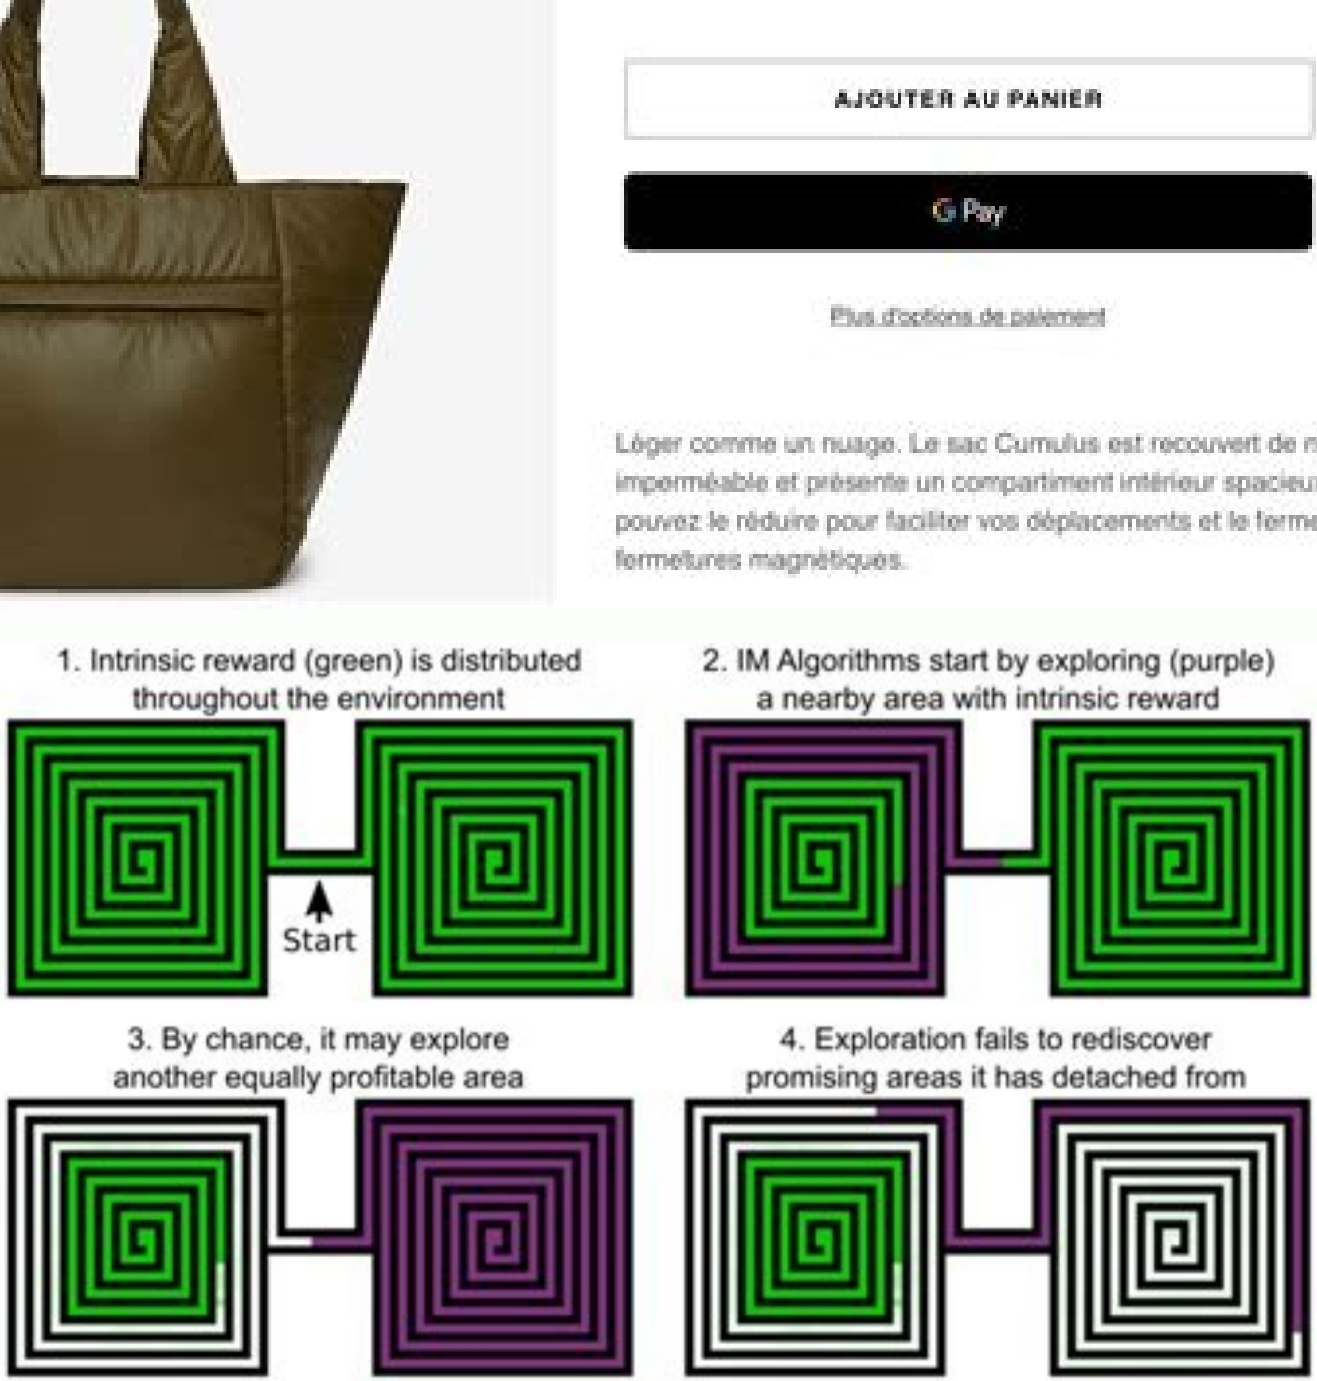 AJOUTER AU PANIER
G Pay
Plus d'options de paiement
Léger comme un nuage. Le sac Cumulus est recouvert de
imperméable et présente un compartiment intérieur
pouvez le réduire pour faciliter vos déplacements et le
fermetures magnétiques.
1. Intrinsic reward (green) is distributed
throughout the environment
2. IM Algorithms start by exploring (purple)
a nearby area with intrinsic reward
Start
3. By chance, it may explore
another equally profitable area
4. Exploration fails to rediscover
promising areas it has detached from